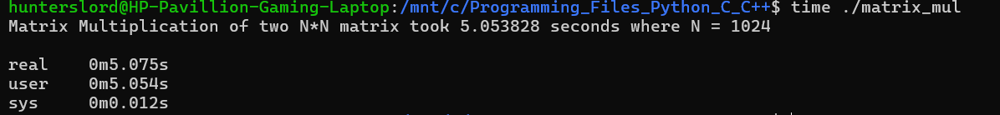 hunterslord@HP-Pavillion-Gaming-Laptop:/mnt/c/Programming_Files_Python_C_C++$ time ./matrix_mul
Matrix Multiplication of two N*N matrix took 5.053828 seconds where N = 1024
real    0m5.075s
user    0m5.054s
sys     0m0.012s